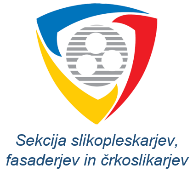 Sekcija slikopleskarjev,
fasaderjev in črkoslikarjev